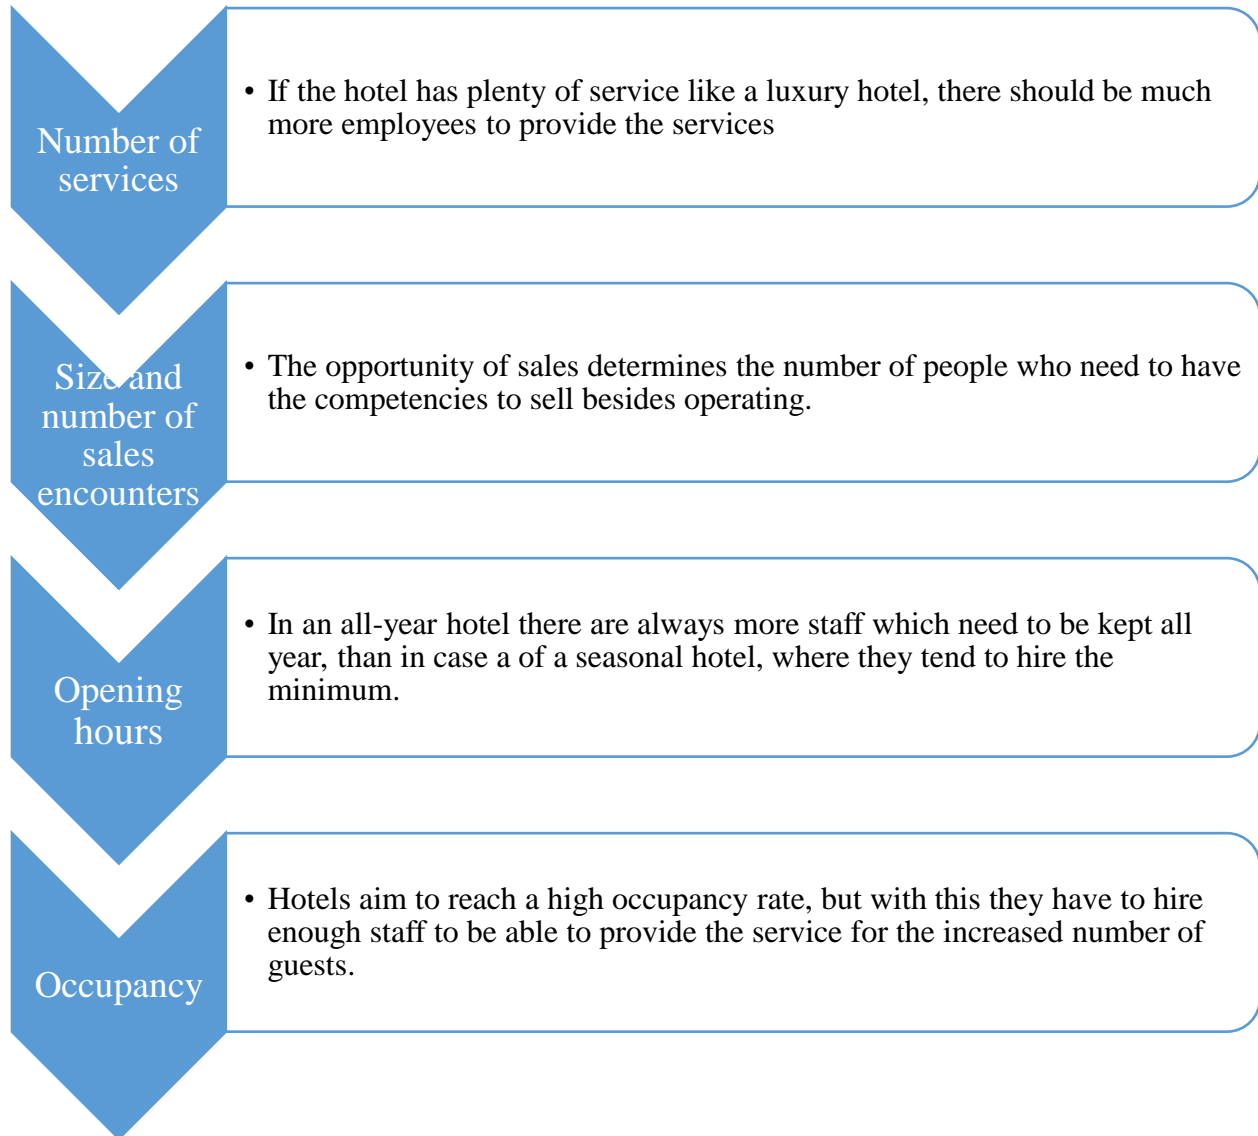 Number of
services
• If the hotel has plenty of service like a luxury hotel, there should be much
more employees to provide the services
Size and
number of
sales
encounters
• The opportunity of sales determines the number of people who need to have
the competencies to sell besides operating.
Opening
hours
• In an all-year hotel there are always more staff which need to be kept all
year, than in case a of a seasonal hotel, where they tend to hire the
minimum.
Occupancy
• Hotels aim to reach a high occupancy rate, but with this they have to hire
enough staff to be able to provide the service for the increased number of
guests.